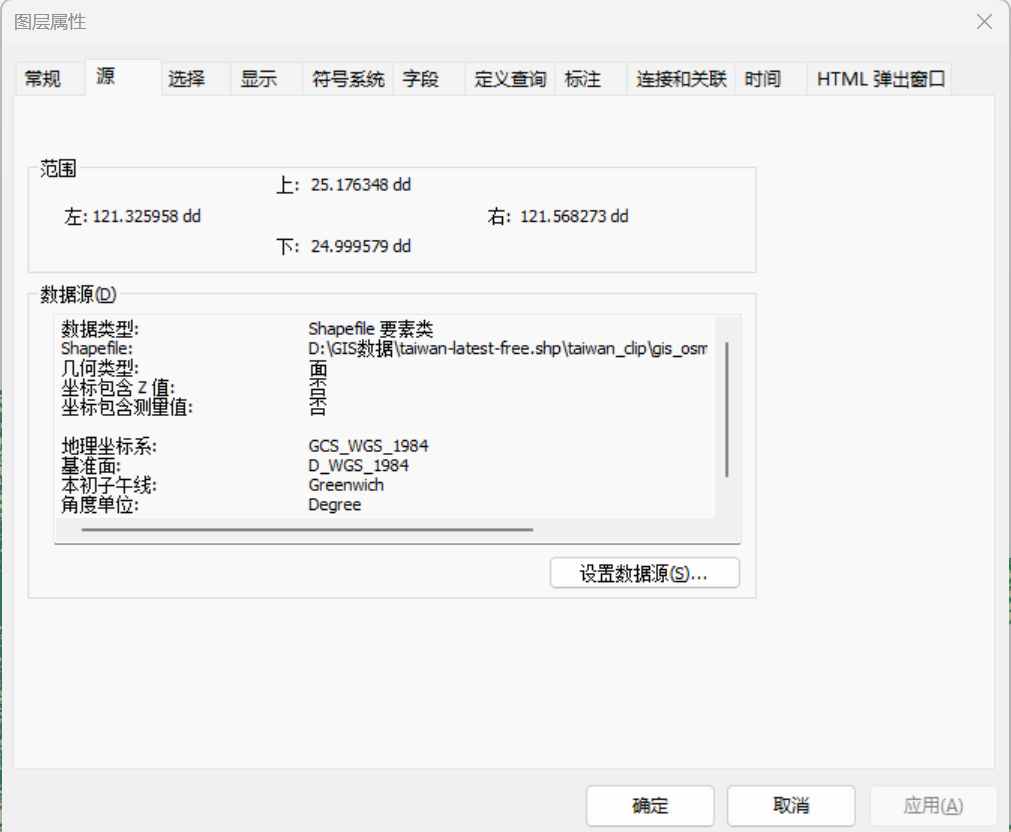 图层属性
常规 源 选择 显示 符号系统 字段 定义查询 标注 连接和关联 时间 HTML 弹出窗口
范围
上: 25.176348 dd
左: 121.325958 dd 右: 121.568273 dd
下: 24.999579 dd
数据源(D)
数据类型: Shapefile 要素类
Shapefile: D:\GIS数据\taiwan-latest-free.shp\taiwan_clip\gis_osm
几何类型: 面
坐标包含 Z 值: 否
坐标包含测量值: 否
地理坐标系: GCS_WGS_1984
基准面: D_WGS_1984
本初子午线: Greenwich
角度单位: Degree
设置数据源(S)...
确定 取消 应用(A)